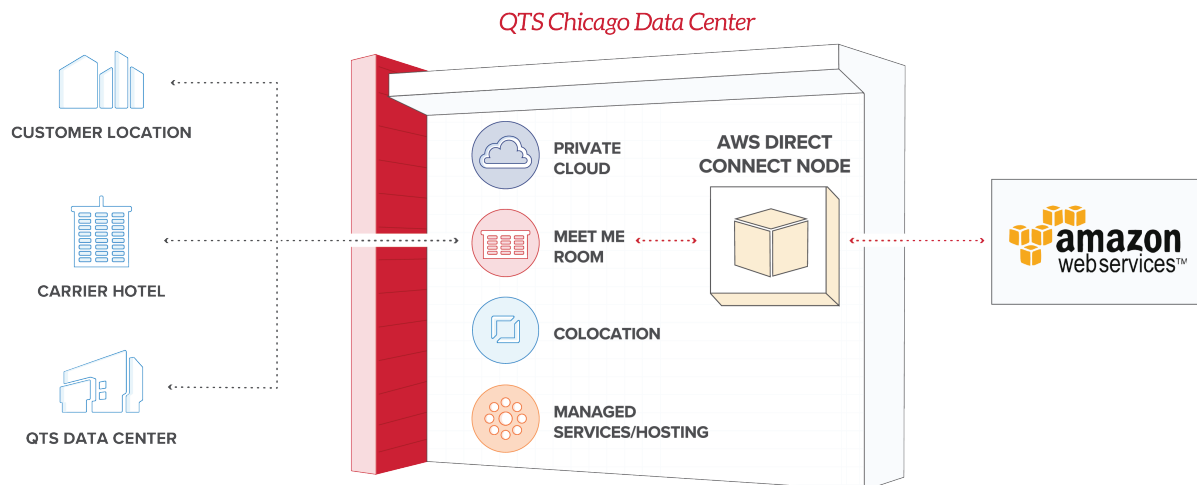 QTS Chicago Data Center
CUSTOMER LOCATION
CARRIER HOTEL
QTS DATA CENTER
PRIVATE
CLOUD
MEET ME
ROOM
COLOCATION
MANAGED
SERVICES/HOSTING
AWS DIRECT
CONNECT NODE
amazon
webservices™